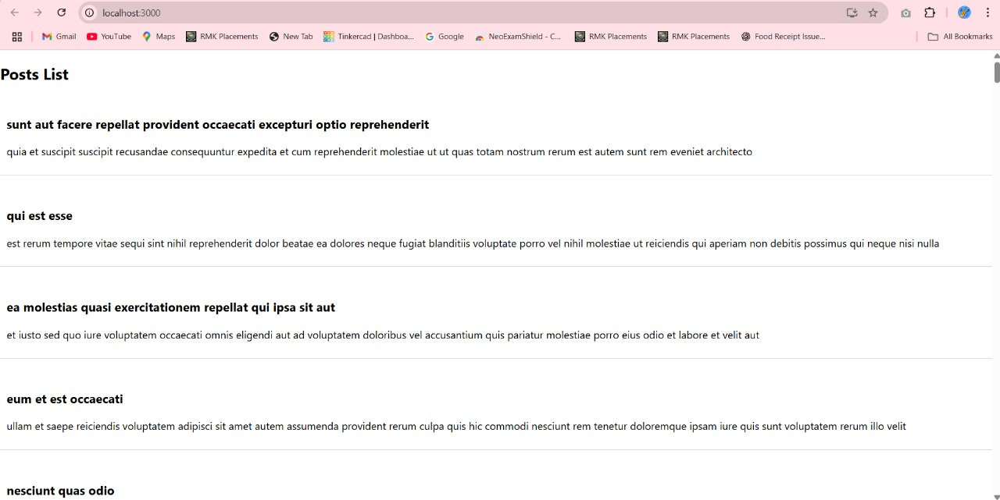 localhost:3000
Gmail YouTube Maps RMK Placements New Tab Tinkercad | Dashboa... Google NeoExamShield - C... RMK Placements RMK Placements Food Receipt Issue... All Bookmarks
Posts List
sunt aut facere repellat provident occaecati excepturi optio reprehenderit
quia et suscipit suscipit recusandae consequuntur expedita et cum reprehenderit molestiae ut ut quas totam nostrum rerum est autem sunt rem eveniet architecto
qui est esse
est rerum tempore vitae sequi sint nihil reprehenderit dolor beatae ea dolores neque fugiat blanditiis voluptate porro vel nihil molestiae ut reiciendis qui aperiam non debitis possimus qui neque nisi nulla
ea molestias quasi exercitationem repellat qui ipsa sit aut
et iusto sed quo iure voluptatem occaecati omnis eligendi aut ad voluptatem doloribus vel accusantium quis pariatur molestiae porro eius odio et labore et velit aut
eum et est occaecati
ullam et saepe reiciendis voluptatem adipisci sit amet autem assumenda provident rerum culpa quis hic commodi nesciunt rem tenetur doloremque ipsam iure quis sunt voluptatem rerum illo velit
nesciunt quas odio